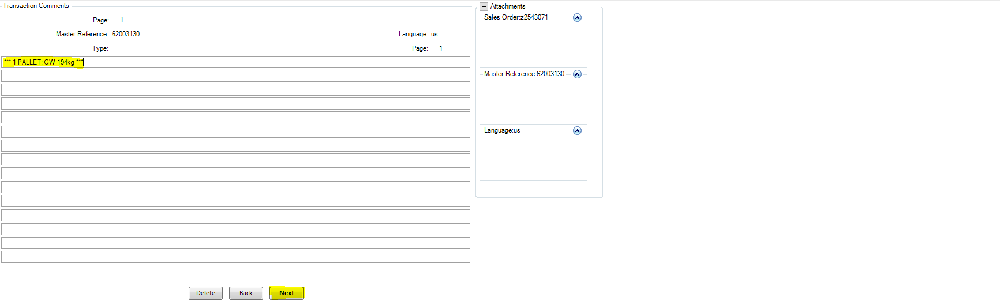 Transaction Comments
Page: 1
Master Reference: 62003130
Language: us
Type:
Page: 1
*** 1 PALLET: GW 194kg ***
Delete
Back
Next
Attachments
Sales Order:z2543071
Master Reference:62003130
Language:us